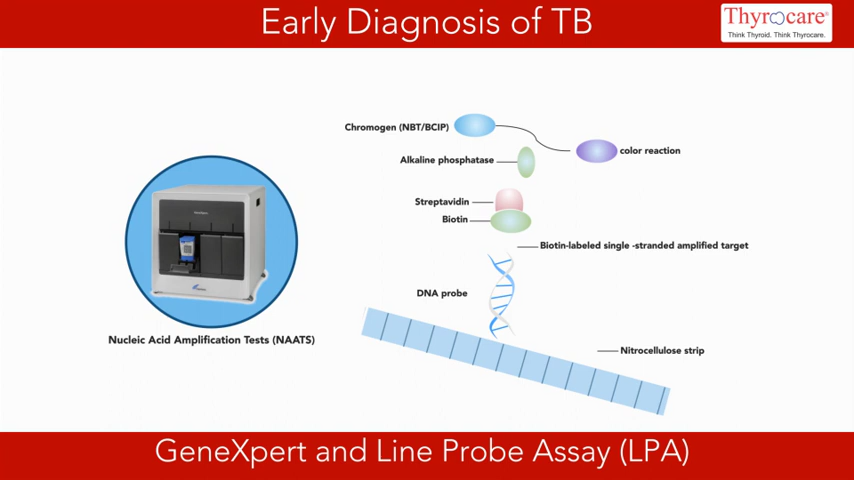 Early Diagnosis of TB
Thyrocare®
Think Thyroid. Think Thyrocare.
Chromogen (NBT/BCIP)
color reaction
Alkaline phosphatase
Streptavidin
Biotin
Biotin-labeled single -stranded amplified target
DNA probe
Nucleic Acid Amplification Tests (NAATS)
Nitrocellulose strip
GeneXpert and Line Probe Assay (LPA)